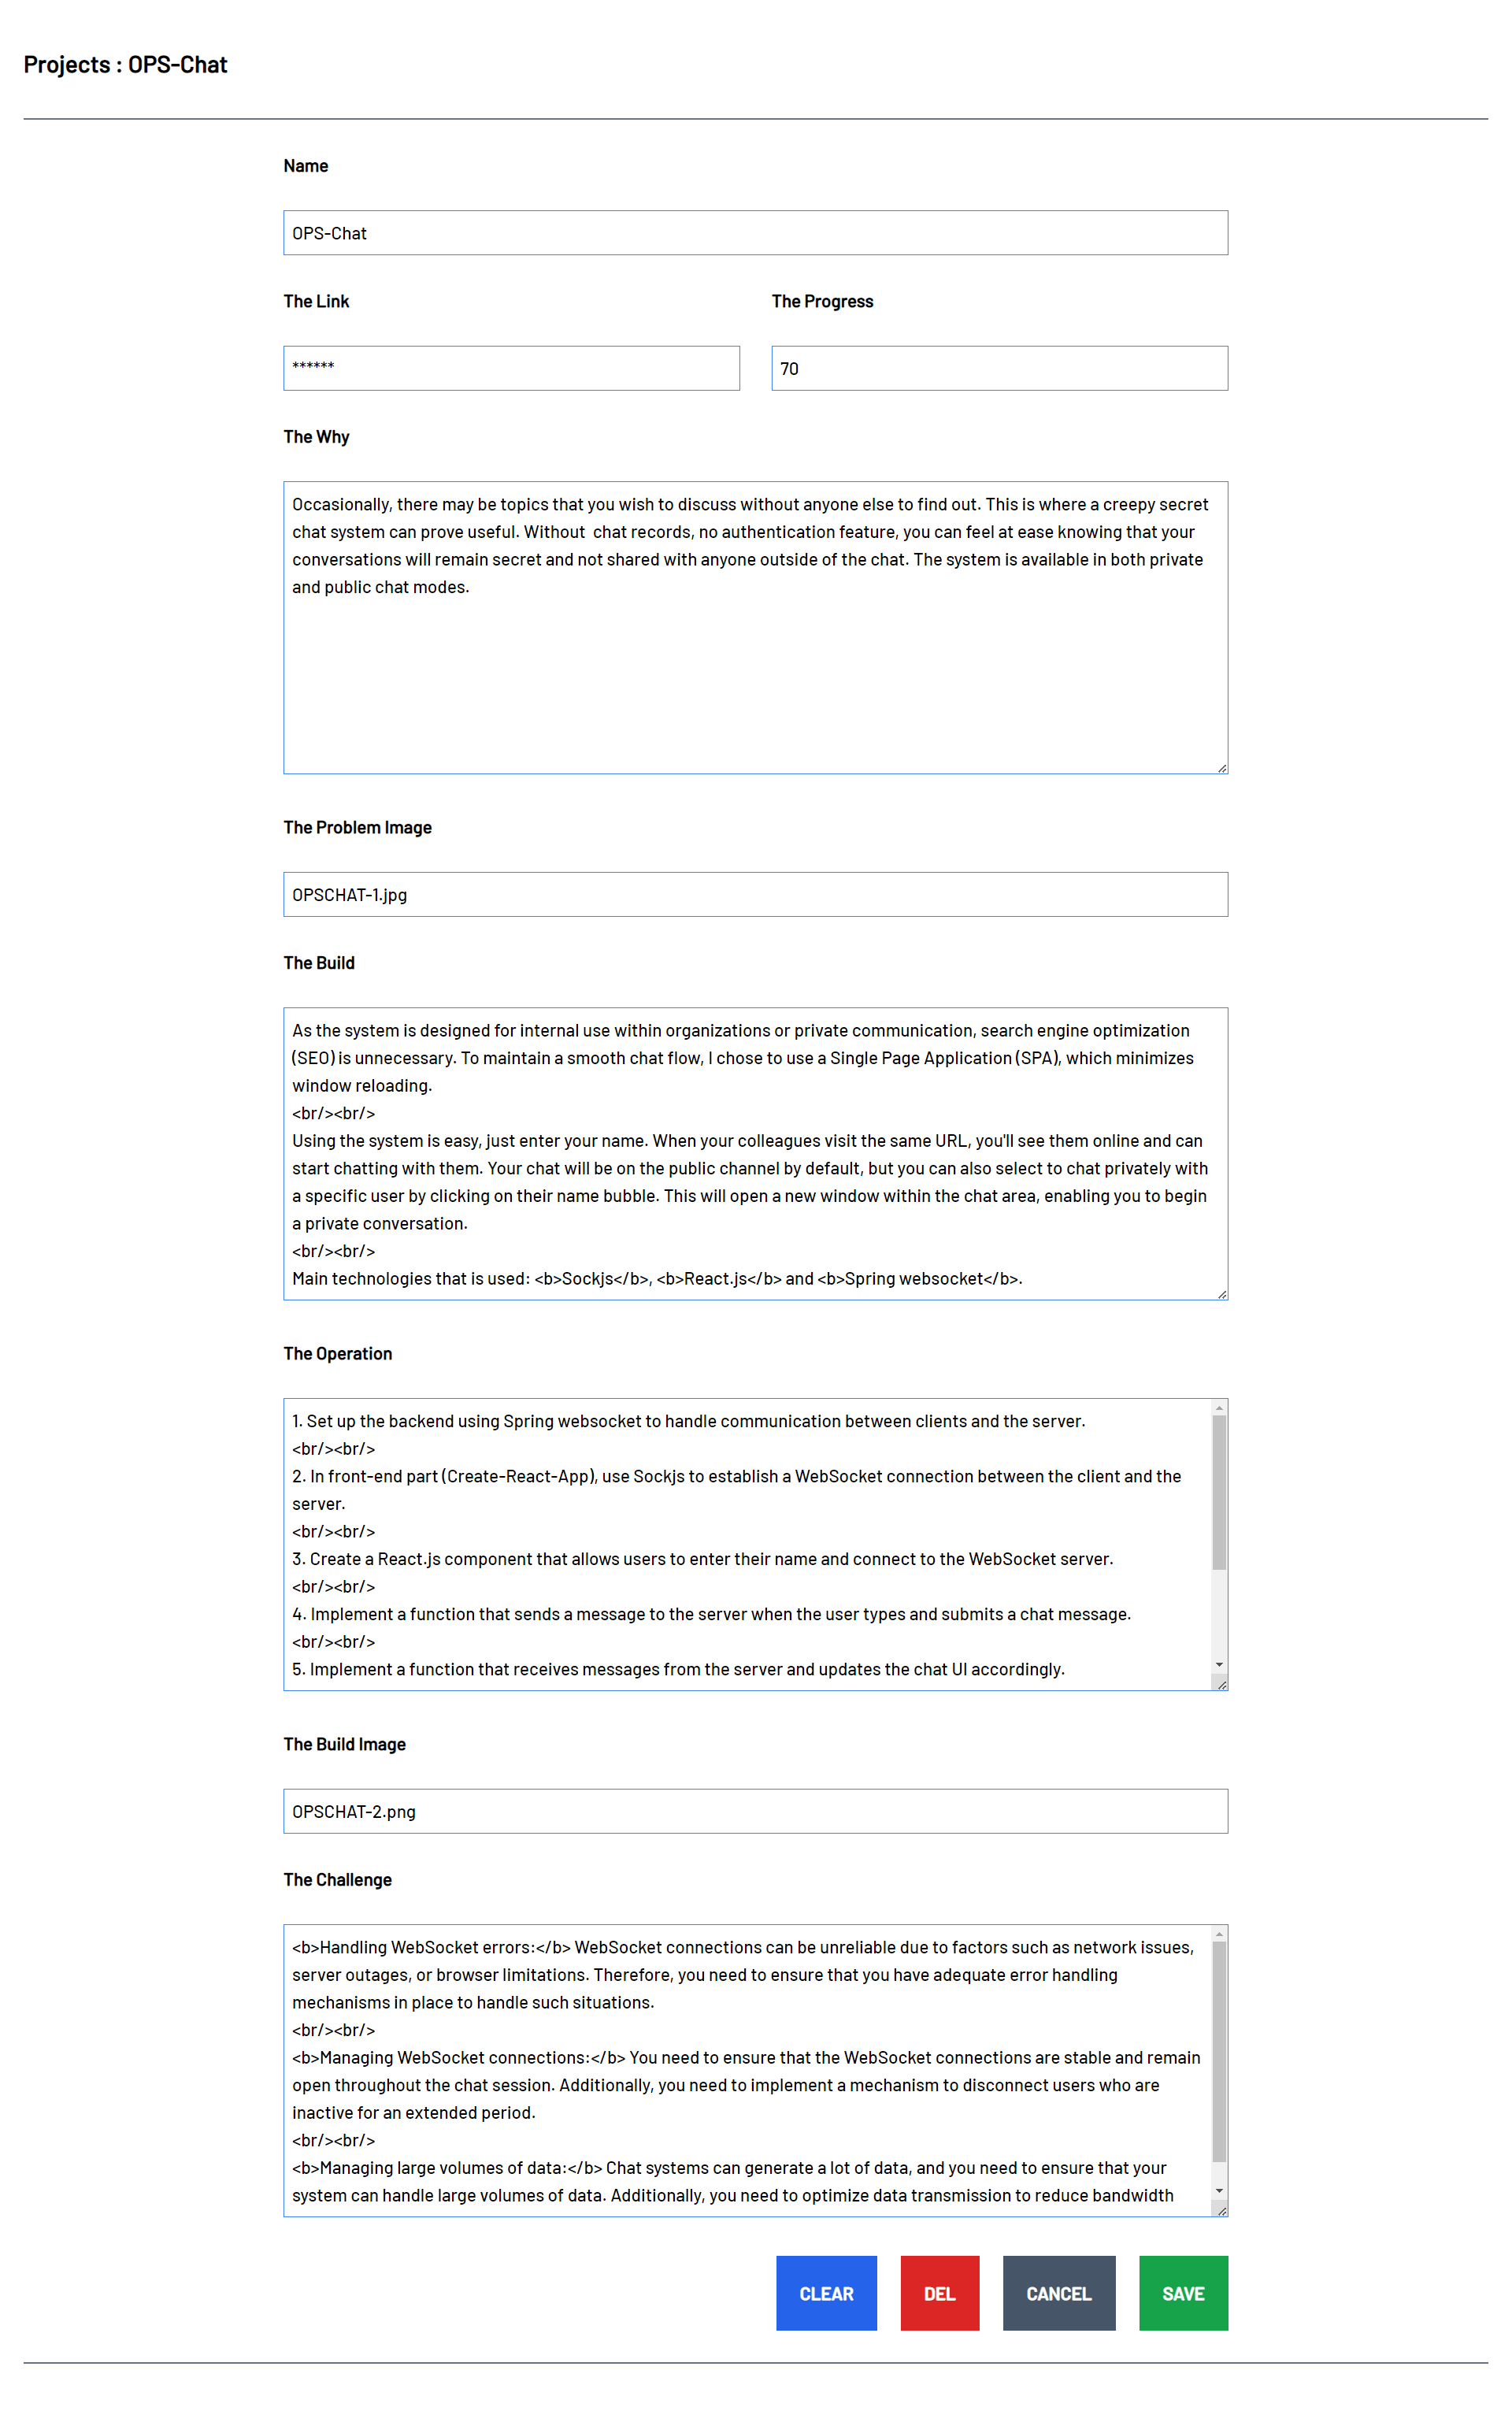 Projects : OPS-Chat
Name
OPS-Chat
The Link
The Progress
******
70
The Why
Occasionally, there may be topics that you wish to discuss without anyone else to find out. This is where a creepy secret
chat system can prove useful. Without  chat records, no authentication feature, you can feel at ease knowing that your
conversations will remain secret and not shared with anyone outside of the chat. The system is available in both private
and public chat modes.
The Problem Image
OPSCHAT-1.jpg
The Build
As the system is designed for internal use within organizations or private communication, search engine optimization
(SEO) is unnecessary. To maintain a smooth chat flow, I chose to use a Single Page Application (SPA), which minimizes
window reloading.
<br/><br/>
Using the system is easy, just enter your name. When your colleagues visit the same URL, you'll see them online and can
start chatting with them. Your chat will be on the public channel by default, but you can also select to chat privately with
a specific user by clicking on their name bubble. This will open a new window within the chat area, enabling you to begin
a private conversation.
<br/><br/>
Main technologies that is used: <b>Sockjs</b>, <b>React.js</b> and <b>Spring websocket</b>.
The Operation
1. Set up the backend using Spring websocket to handle communication between clients and the server.
<br/><br/>
2. In front-end part (Create-React-App), use Sockjs to establish a WebSocket connection between the client and the
server.
<br/><br/>
3. Create a React.js component that allows users to enter their name and connect to the WebSocket server.
<br/><br/>
4. Implement a function that sends a message to the server when the user types and submits a chat message.
<br/><br/>
5. Implement a function that receives messages from the server and updates the chat UI accordingly.
The Build Image
OPSCHAT-2.png
The Challenge
<b>Handling WebSocket errors:</b> WebSocket connections can be unreliable due to factors such as network issues,
server outages, or browser limitations. Therefore, you need to ensure that you have adequate error handling
mechanisms in place to handle such situations.
<br/><br/>
<b>Managing WebSocket connections:</b> You need to ensure that the WebSocket connections are stable and remain
open throughout the chat session. Additionally, you need to implement a mechanism to disconnect users who are
inactive for an extended period.
<br/><br/>
<b>Managing large volumes of data:</b> Chat systems can generate a lot of data, and you need to ensure that your
system can handle large volumes of data. Additionally, you need to optimize data transmission to reduce bandwidth
CLEAR
DEL
CANCEL
SAVE